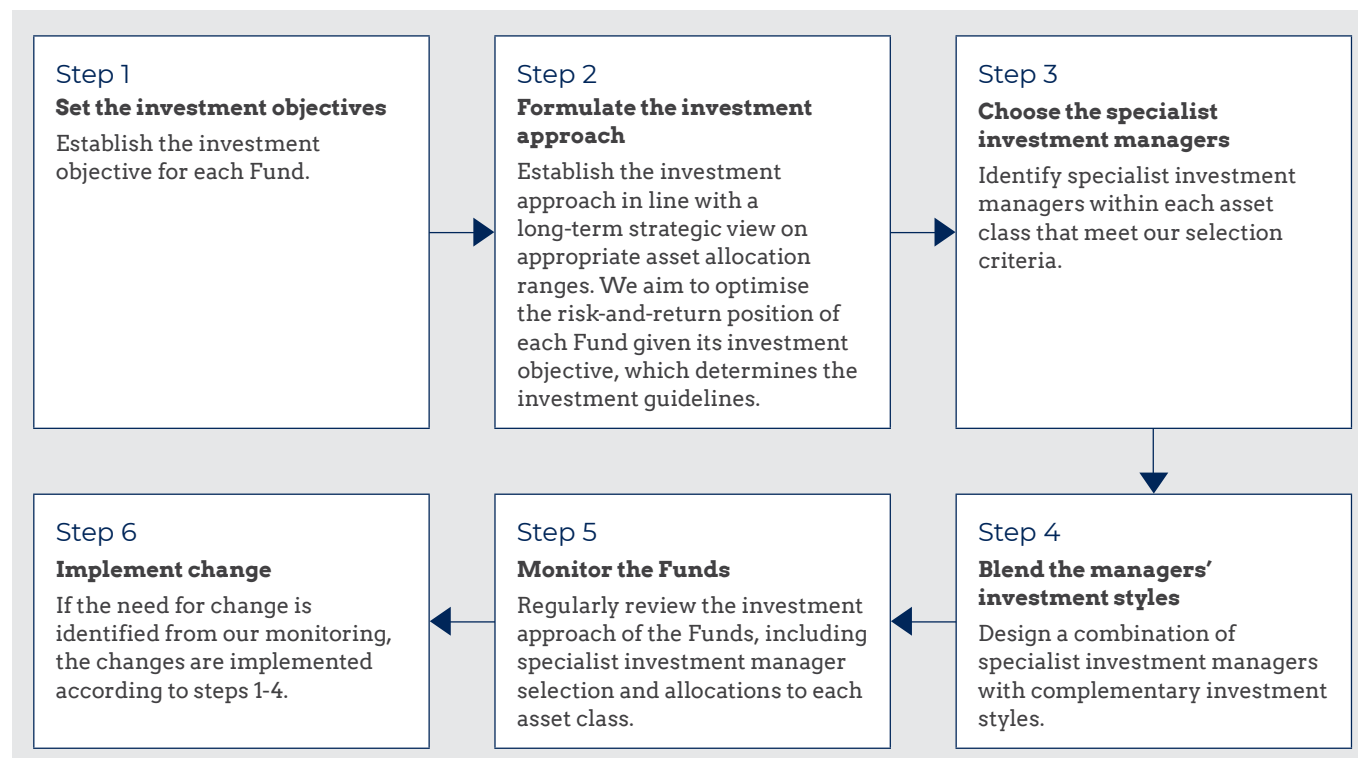 Step 1
Set the investment objectives
Establish the investment
objective for each Fund.
Step 2
Formulate the investment
approach
Establish the investment
approach in line with a
long-term strategic view on
appropriate asset allocation
ranges. We aim to optimise
the risk-and-return position of
each Fund given its investment
objective, which determines the
investment guidelines.
Step 3
Choose the specialist
investment managers
Identify specialist investment
managers within each asset
class that meet our selection
criteria.
Step 4
Blend the managers’
investment styles
Design a combination of
specialist investment managers
with complementary investment
styles.
Step 5
Monitor the Funds
Regularly review the investment
approach of the Funds, including
specialist investment manager
selection and allocations to each
asset class.
Step 6
Implement change
If the need for change is
identified from our monitoring,
the changes are implemented
according to steps 1-4.